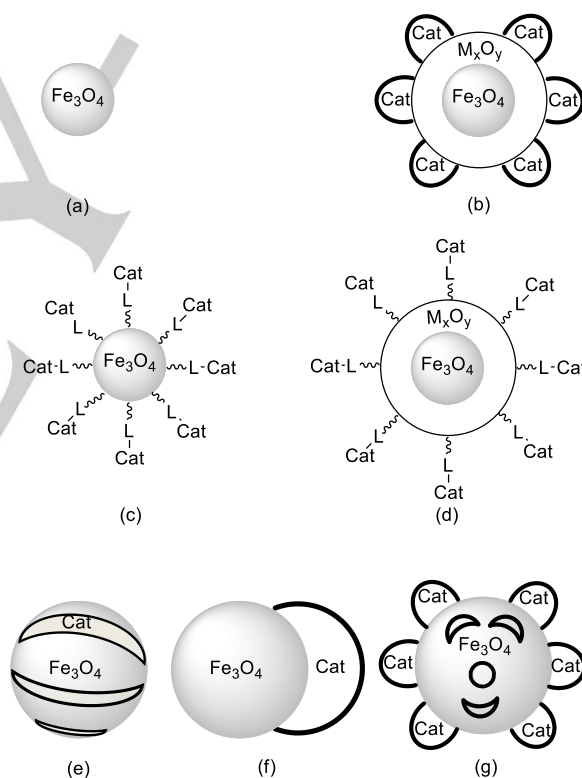 Fe3O4
(a)
Cat Cat
MxOy
Cat Fe3O4 Cat
Cat Cat
(b)
Cat
L
Cat L
L Cat
Cat-L Fe3O4 L-Cat
L Cat
L Cat
L
Cat
(c)
Cat
L
Cat L
L Cat
MxOy
Cat-L Fe3O4 L-Cat
L Cat
L Cat
L
Cat
(d)
Cat
Fe3O4
(e)
Fe3O4 Cat
(f)
Cat Cat
Fe3O4
Cat Cat
Cat Cat
(g)